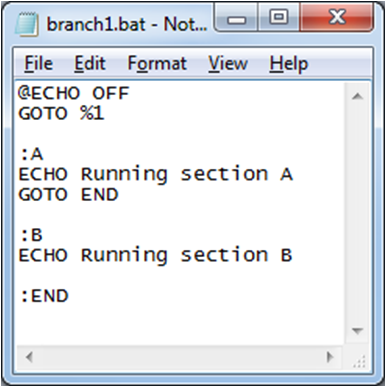 branch1.bat - Not...
File Edit Format View Help
@ECHO OFF
GOTO %1
:A
ECHO Running section A
GOTO END
:B
ECHO Running section B
:END